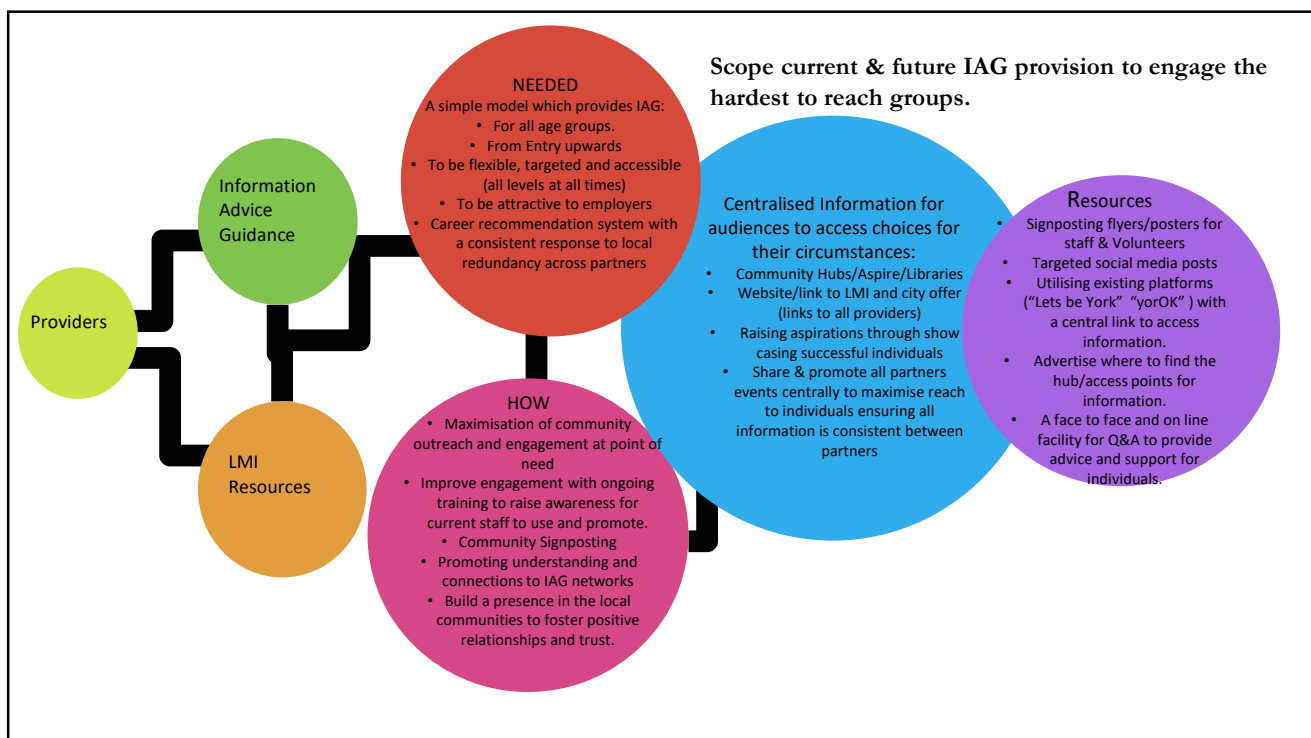 Scope current & future IAG provision to engage the
hardest to reach groups.
Providers
Information
Advice
Guidance
LMI
Resources
NEEDED
A simple model which provides IAG:
• For all age groups.
• From Entry upwards
• To be flexible, targeted and accessible
(all levels at all times)
• To be attractive to employers
• Career recommendation system with
a consistent response to local
redundancy across partners
HOW
• Maximisation of community
outreach and engagement at point of
need
• Improve engagement with ongoing
training to raise awareness for
current staff to use and promote.
• Community Signposting
• Promoting understanding and
connections to IAG networks
• Build a presence in the local
communities to foster positive
relationships and trust.
Centralised Information for
audiences to access choices for
their circumstances:
• Community Hubs/Aspire/Libraries
• Website/link to LMI and city offer
(links to all providers)
• Raising aspirations through show
casing successful individuals
• Share & promote all partners
events centrally to maximise reach
to individuals ensuring all
information is consistent between
partners
Resources
• Signposting flyers/posters for
staff & Volunteers
• Targeted social media posts
• Utilising existing platforms
(“Lets be York” “yorOK” ) with
a central link to access
information.
• Advertise where to find the
hub/access points for
information.
• A face to face and on line
facility for Q&A to provide
advice and support for
individuals.